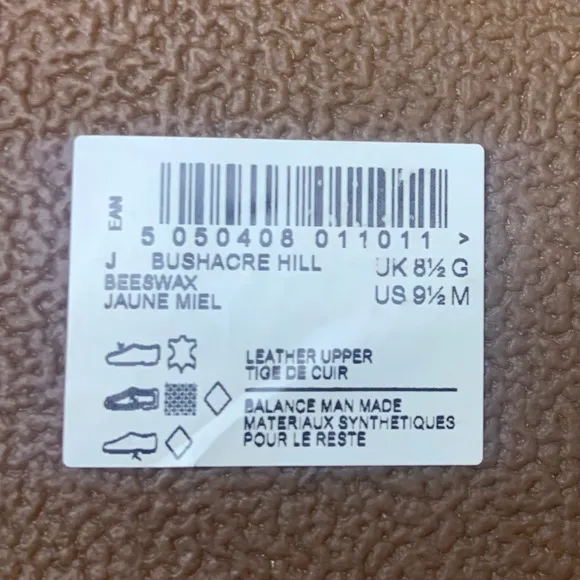 EAN
5 050408 011011 >
J BUSHACRE HILL UK 8½ G
BEESWAX
JAUNE MIEL US 9½ M
LEATHER UPPER
TIGE DE CUIR
BALANCE MAN MADE
MATERIAUX SYNTHETIQUES
POUR LE RESTE